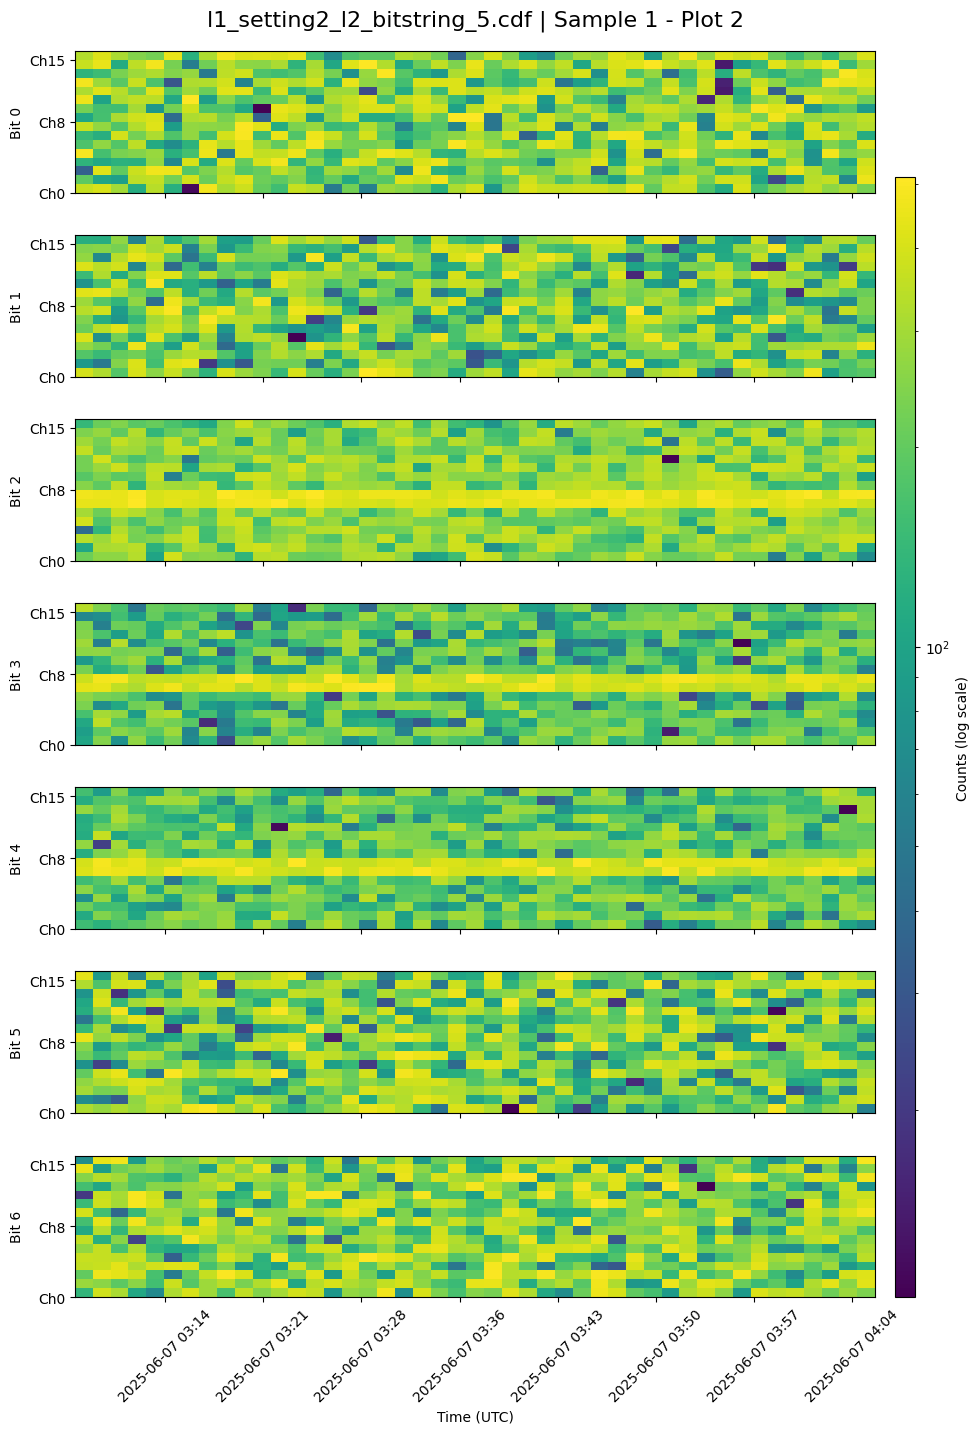 l1_setting2_l2_bitstring_5.cdf | Sample 1 - Plot 2
Ch15
Ch8
Ch0
Bit 0
Ch15
Ch8
Ch0
Bit 1
Ch15
Ch8
Ch0
Bit 2
Ch15
Ch8
Ch0
Bit 3
Ch15
Ch8
Ch0
Bit 4
Ch15
Ch8
Ch0
Bit 5
Ch15
Ch8
Ch0
Bit 6
10²
Counts (log scale)
2025-06-07 03:14
2025-06-07 03:21
2025-06-07 03:28
2025-06-07 03:36
2025-06-07 03:43
2025-06-07 03:50
2025-06-07 03:57
2025-06-07 04:04
Time (UTC)